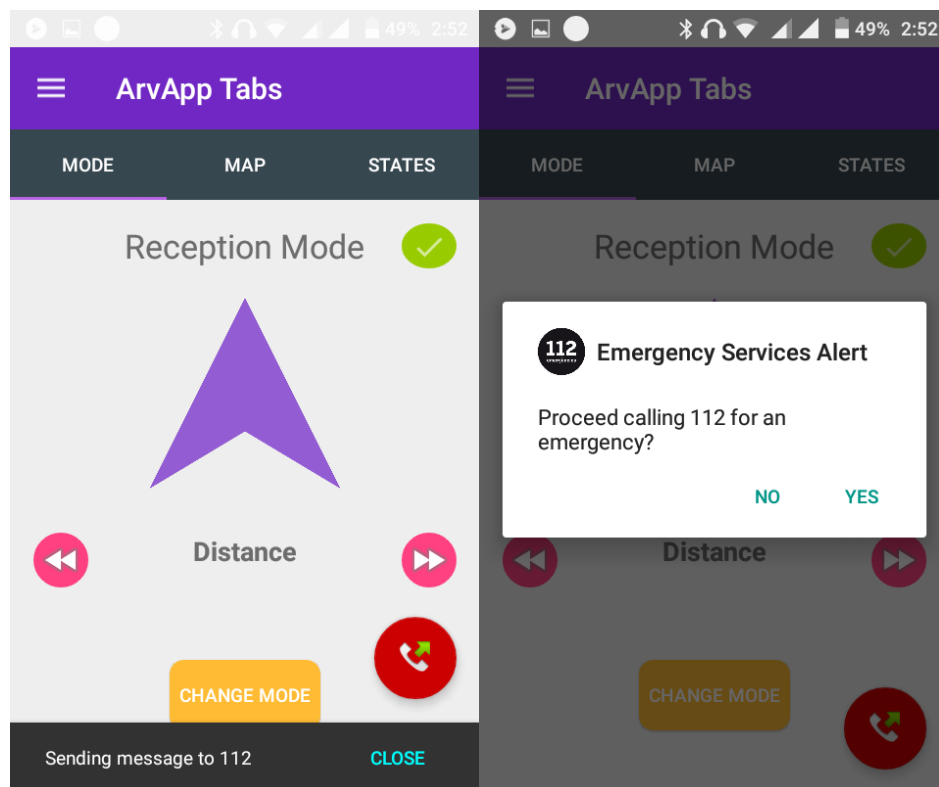 49% 2:52
ArvApp Tabs
MODE MAP STATES
Reception Mode
Distance
CHANGE MODE
Sending message to 112 CLOSE
49% 2:52
ArvApp Tabs
MODE MAP STATES
Reception Mode
112
Emergency Services Alert
Proceed calling 112 for an
emergency?
NO YES
Distance
CHANGE MODE